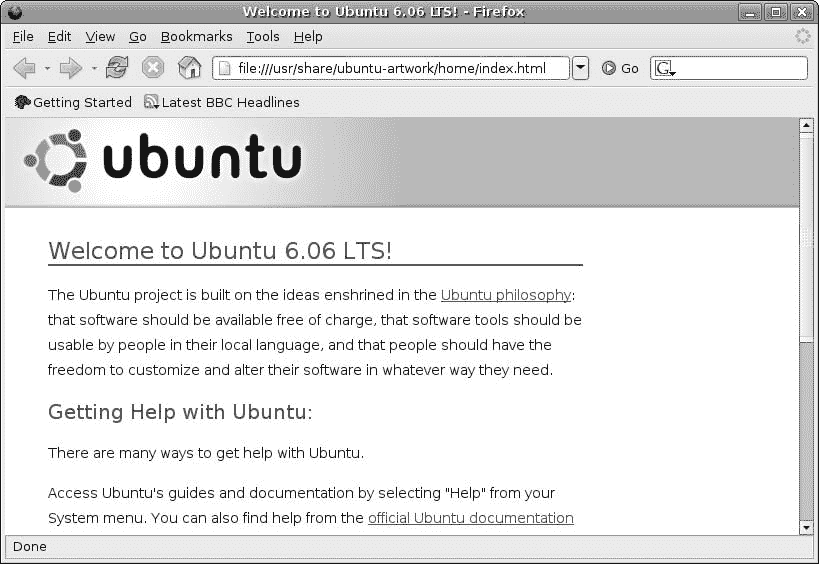 Welcome to Ubuntu 6.06 LTS! - Firefox
File Edit View Go Bookmarks Tools Help
file:///usr/share/ubuntu-artwork/home/index.html Go G
Getting Started Latest BBC Headlines
ubuntu
Welcome to Ubuntu 6.06 LTS!
The Ubuntu project is built on the ideas enshrined in the Ubuntu philosophy:
that software should be available free of charge, that software tools should be
usable by people in their local language, and that people should have the
freedom to customize and alter their software in whatever way they need.
Getting Help with Ubuntu:
There are many ways to get help with Ubuntu.
Access Ubuntu's guides and documentation by selecting "Help" from your
System menu. You can also find help from the official Ubuntu documentation
Done